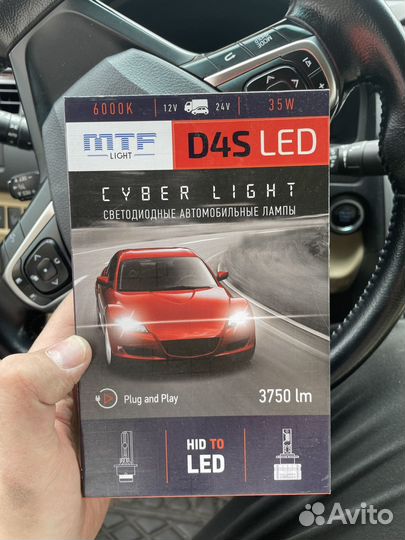 MODE
6000K 12V 24V 35W
MTF
LIGHT
D4S LED
CYBER LIGHT
СВЕТОДИОДНЫЕ АВТОМОБИЛЬНЫЕ ЛАМПЫ
Plug and Play
3750 lm
HID TO
LED
Avito